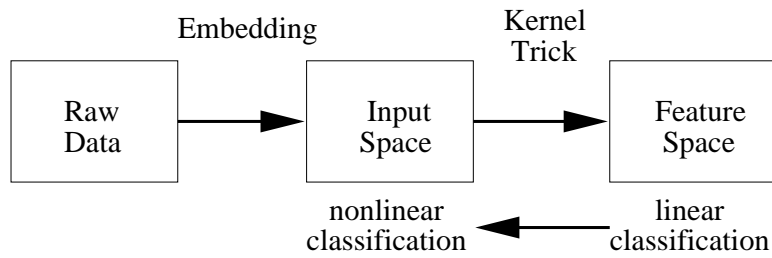 Embedding
Kernel
Trick
Raw
Data
Input
Space
Feature
Space
nonlinear
classification
linear
classification